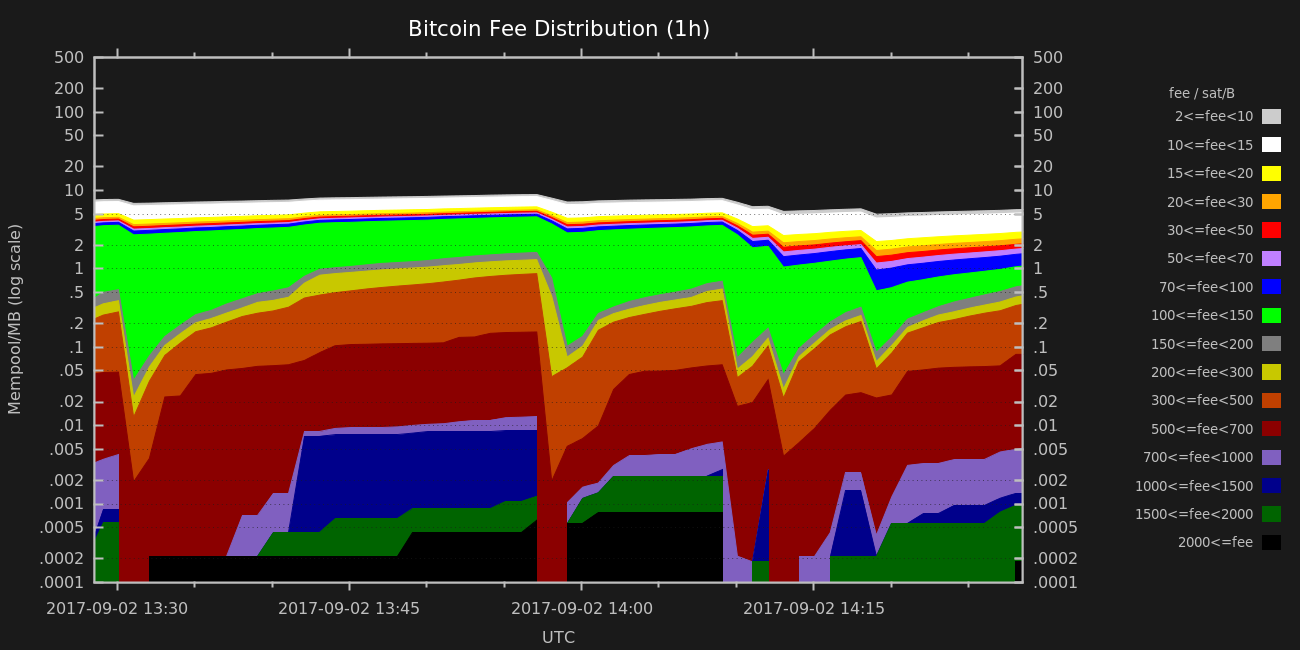 Bitcoin Fee Distribution (1h)
500
200
100
50
20
10
5
2
1
.5
.2
.1
.05
.02
.01
.005
.002
.001
.0005
.0002
.0001
Mempool/MB (log scale)
500
200
100
50
20
10
5
2
1
.5
.2
.1
.05
.02
.01
.005
.002
.001
.0005
.0002
.0001
2017-09-02 13:30
2017-09-02 13:45
2017-09-02 14:00
2017-09-02 14:15
UTC
fee / sat/B
2<=fee<10
10<=fee<15
15<=fee<20
20<=fee<30
30<=fee<50
50<=fee<70
70<=fee<100
100<=fee<150
150<=fee<200
200<=fee<300
300<=fee<500
500<=fee<700
700<=fee<1000
1000<=fee<1500
1500<=fee<2000
2000<=fee